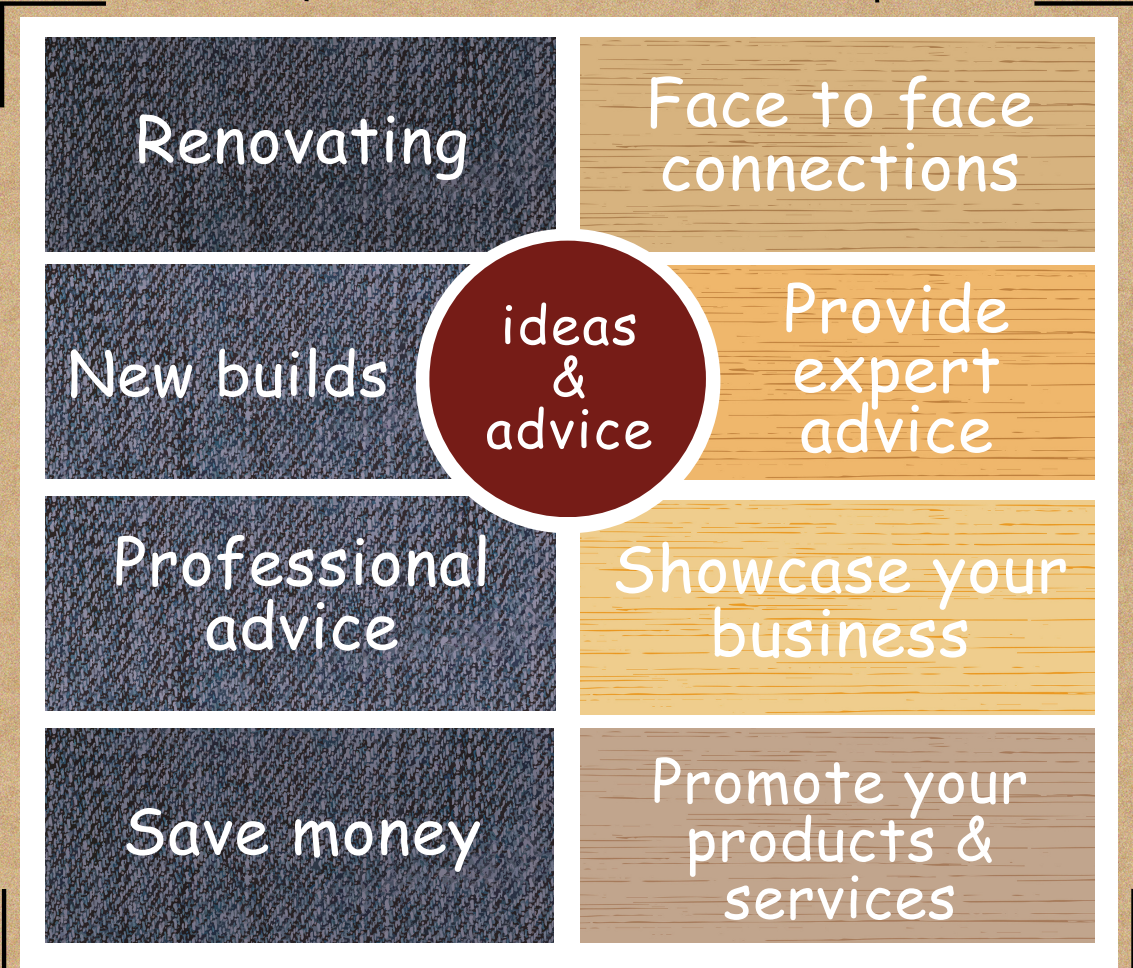 Renovating
Face to face
connections
ideas
&
advice
New builds
Provide
expert
advice
Professional
advice
Showcase your
business
Save money
Promote your
products &
services